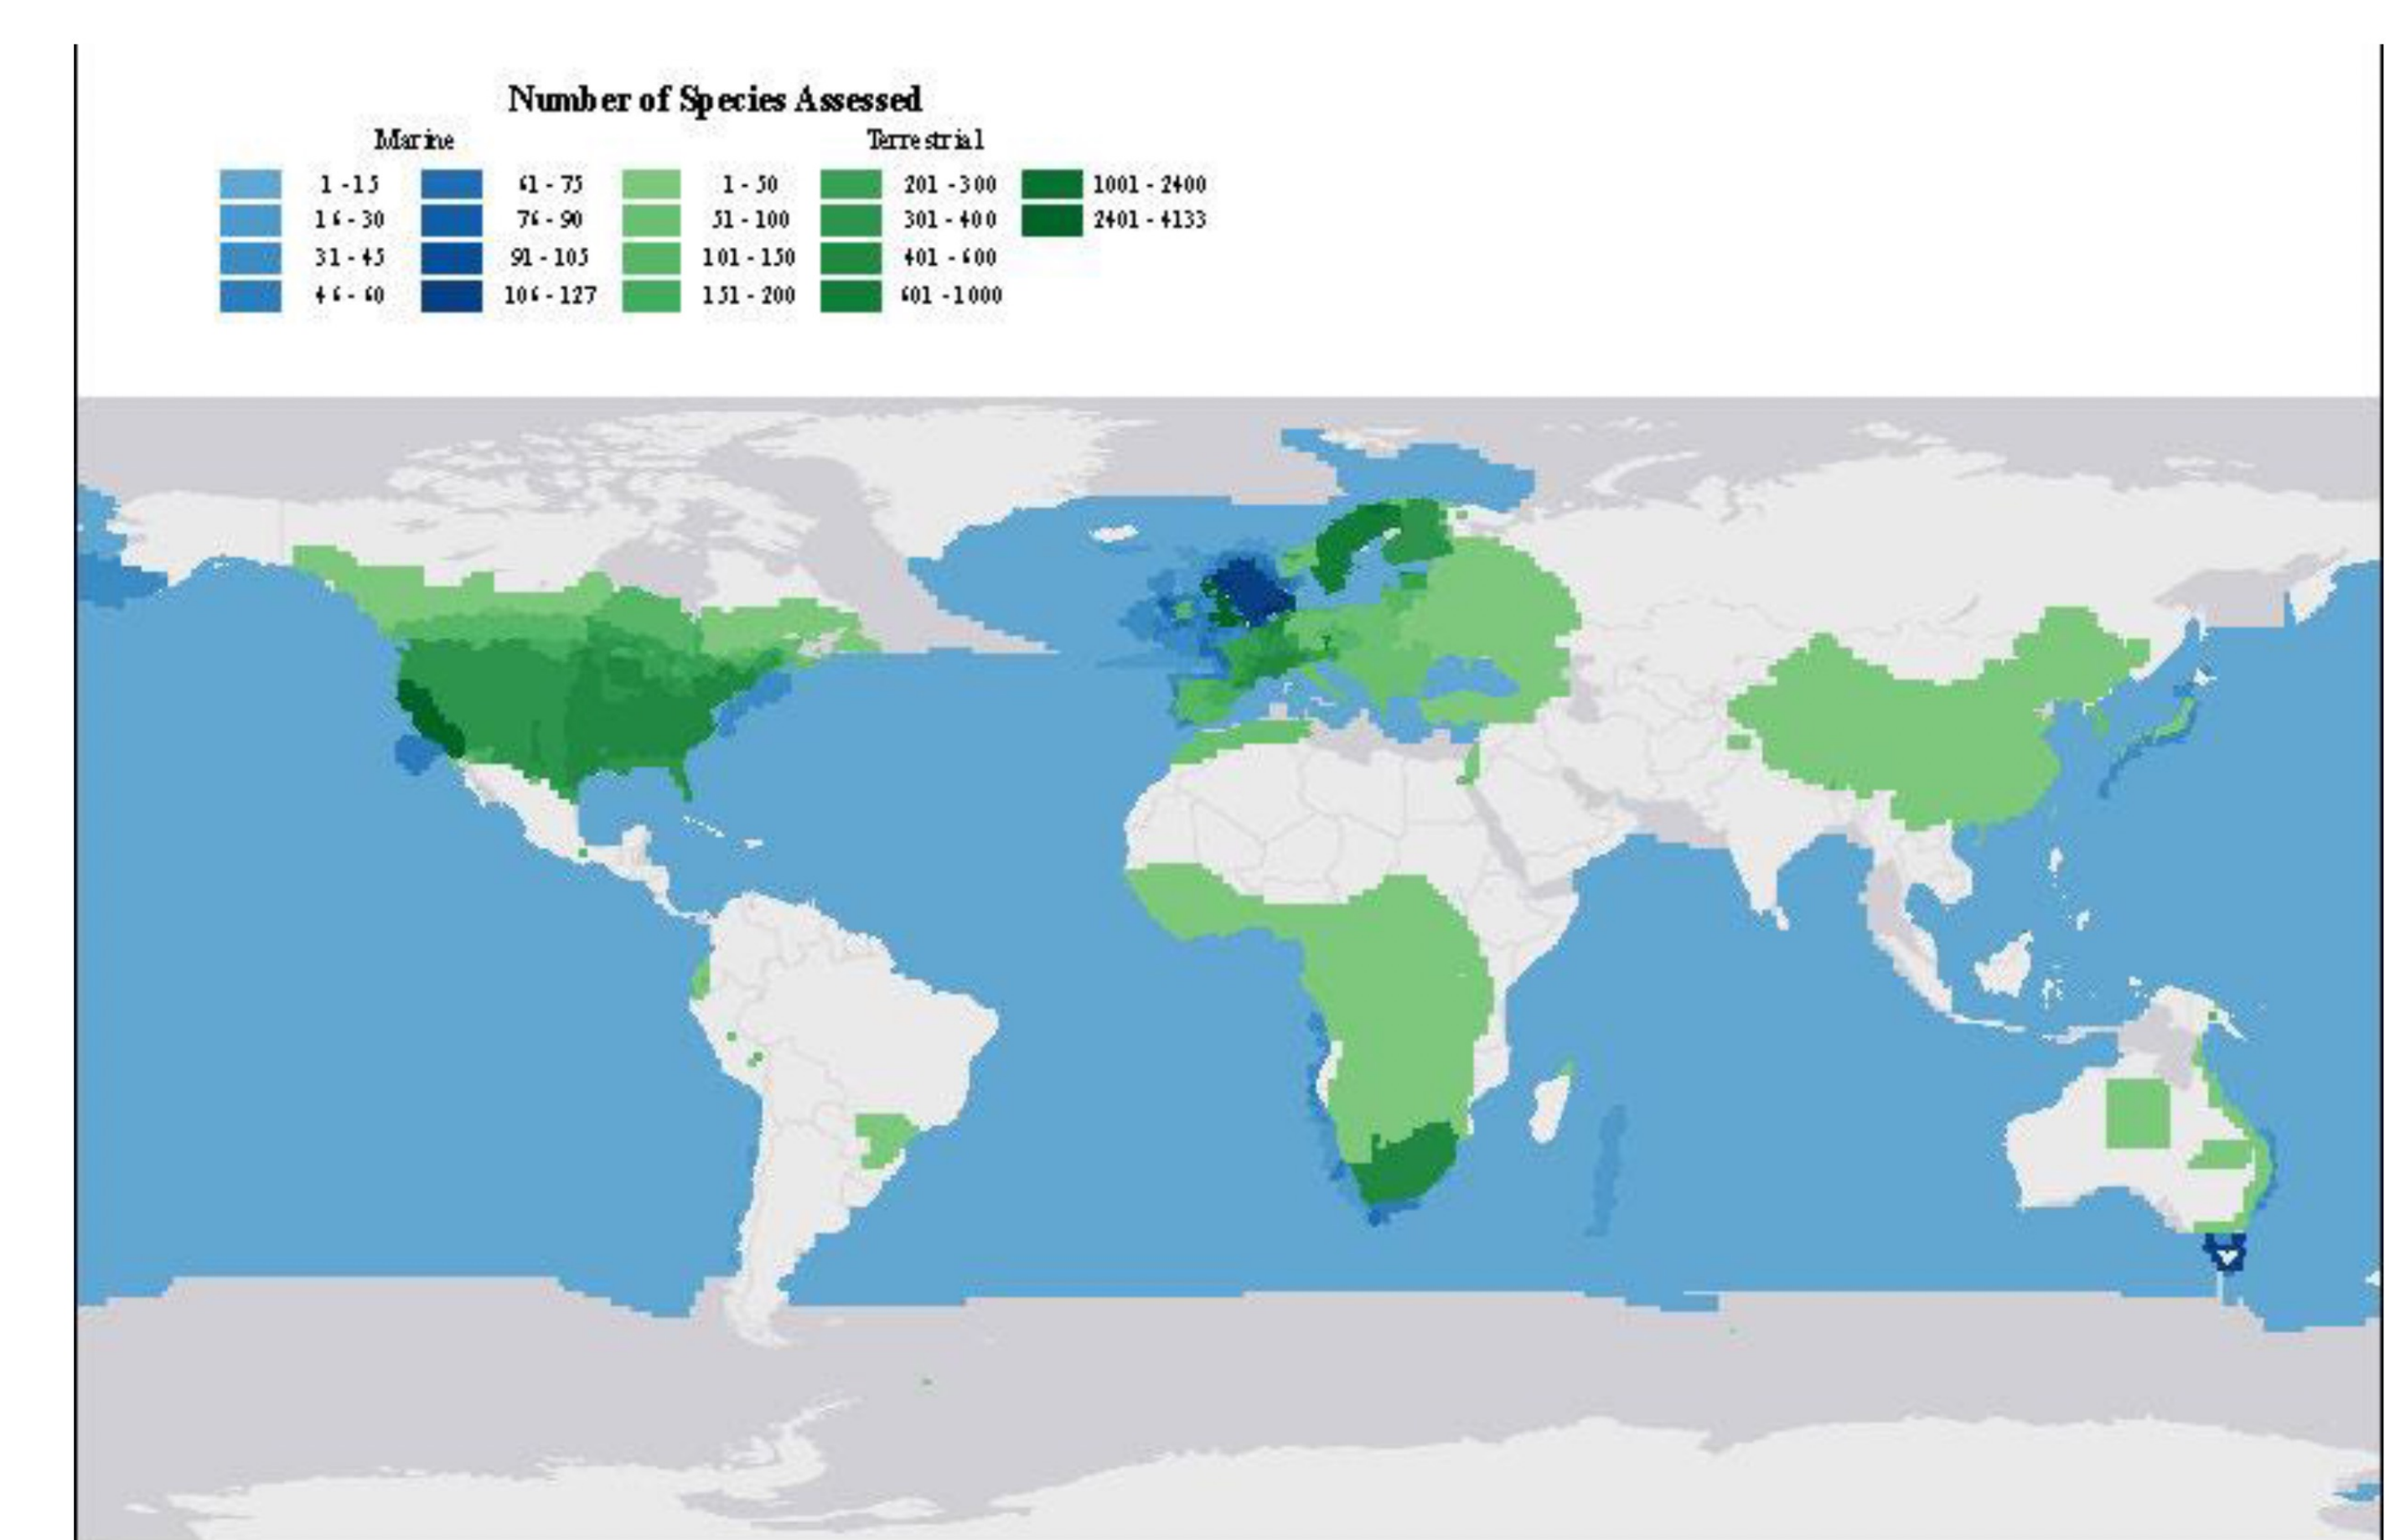 Number of Species Assessed
Marine Terrestrial
1 - 15 61 - 75 1 - 50 201 - 300 1001 - 2400
16 - 30 76 - 90 51 - 100 301 - 400 2401 - 4133
31 - 45 91 - 105 101 - 150 401 - 600
46 - 60 106 - 127 151 - 200 601 - 1000